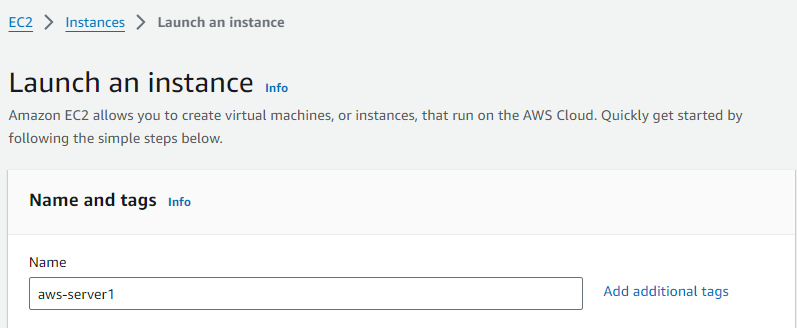 EC2 > Instances > Launch an instance
Launch an instance Info
Amazon EC2 allows you to create virtual machines, or instances, that run on the AWS Cloud. Quickly get started by
following the simple steps below.
Name and tags Info
Name
aws-server1 Add additional tags